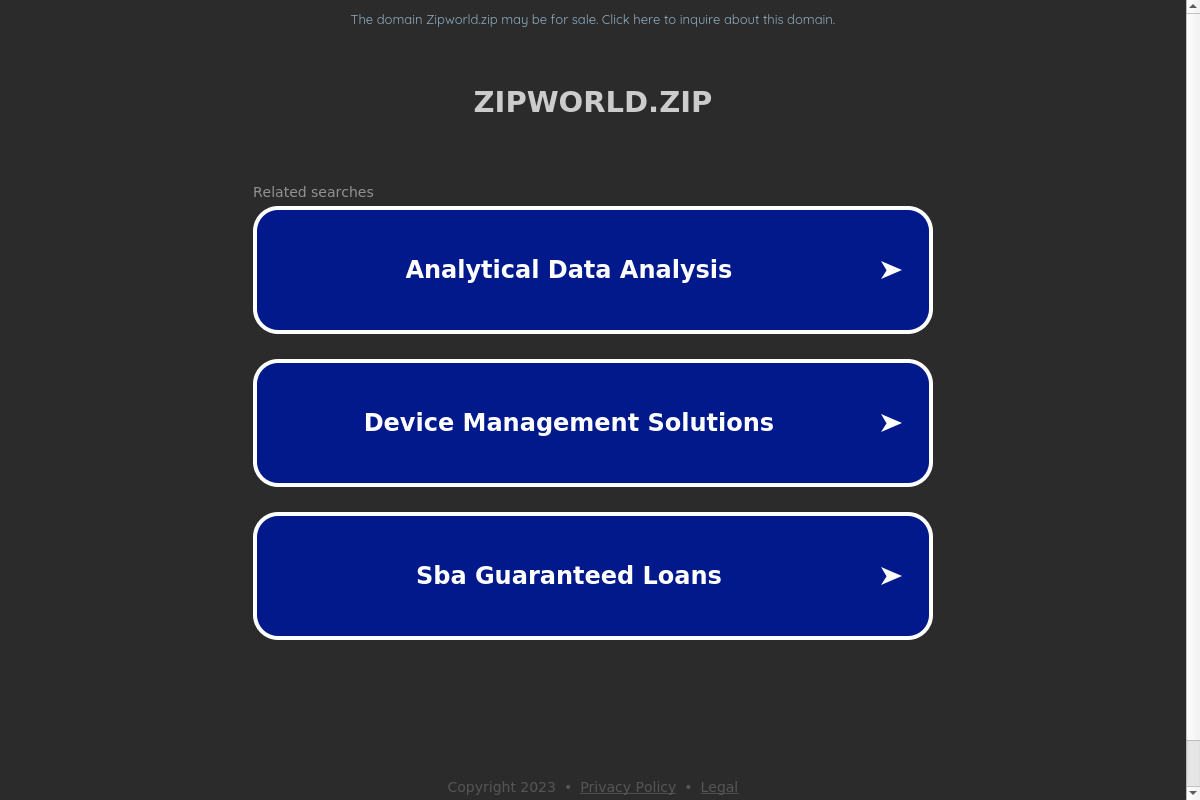 The domain Zipworld.zip may be for sale. Click here to inquire about this domain.
ZIPWORLD.ZIP
Related searches
Analytical Data Analysis
Device Management Solutions
Sba Guaranteed Loans
Copyright 2023 • Privacy Policy • Legal